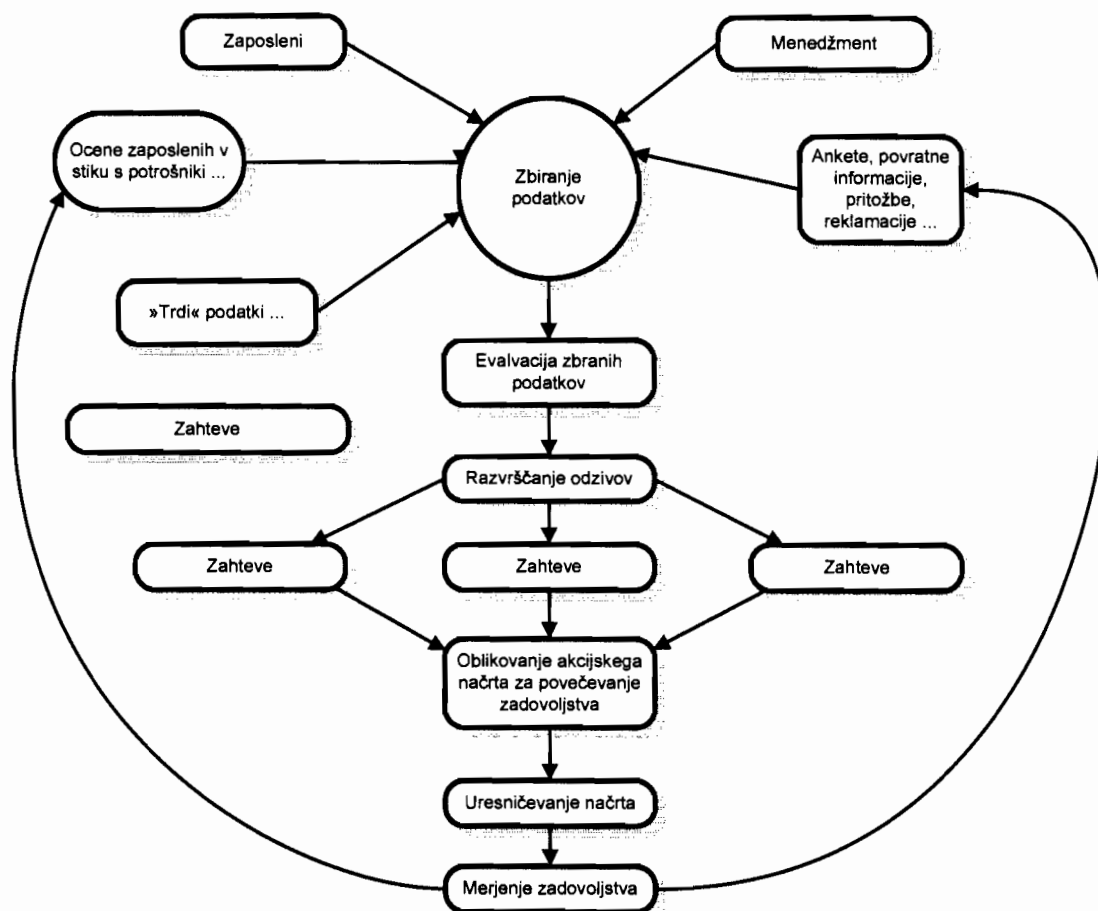 Zaposleni
Menedžment
Ocene zaposlenih v
stiku s potrošniki ...
Zbiranje
podatkov
Ankete, povratne
informacije,
pritožbe,
reklamacije ...
»Trdi« podatki ...
Evalvacija zbranih
podatkov
Zahteve
Razvrščanje odzivov
Zahteve
Zahteve
Zahteve
Oblikovanje akcijskega
načrta za povečevanje
zadovoljstva
Uresničevanje načrta
Merjenje zadovoljstva